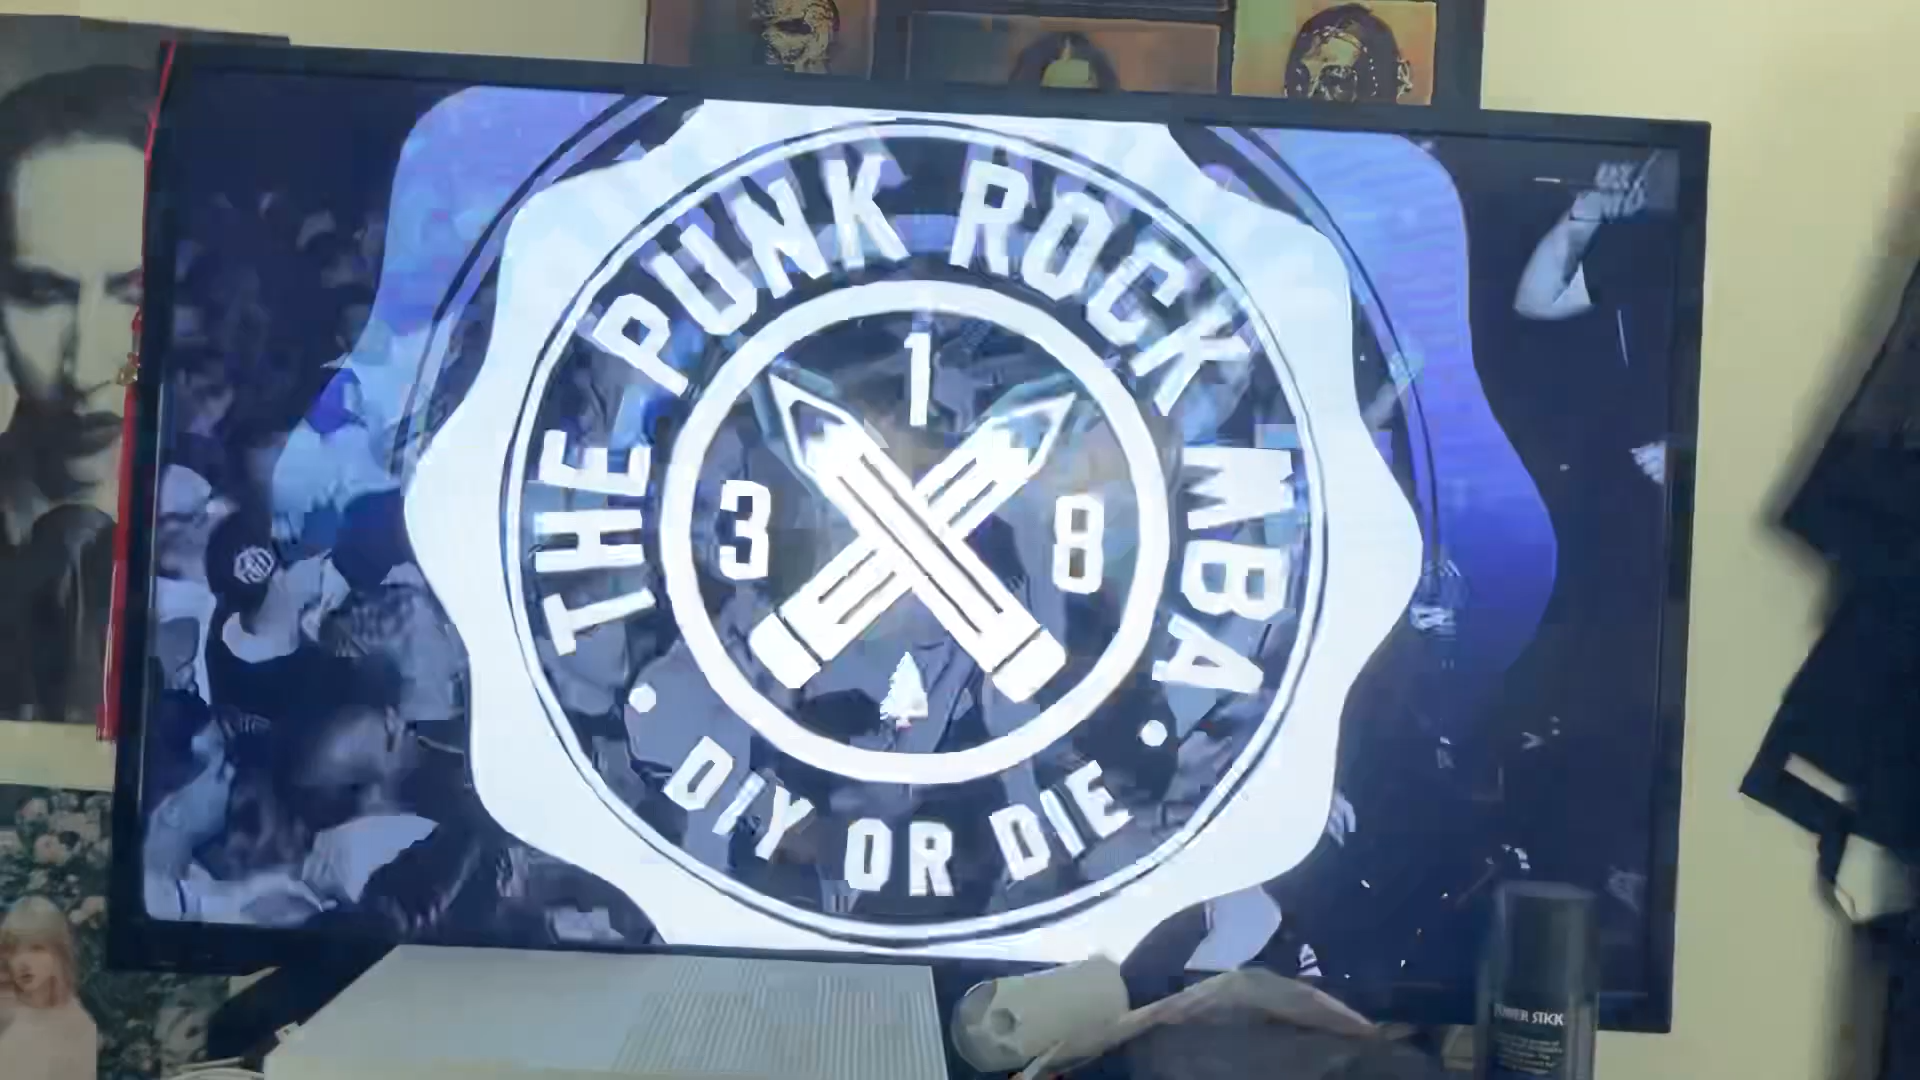 THE PUNK ROCK MBA
1
3 8
DIY OR DIE
POWER STICK